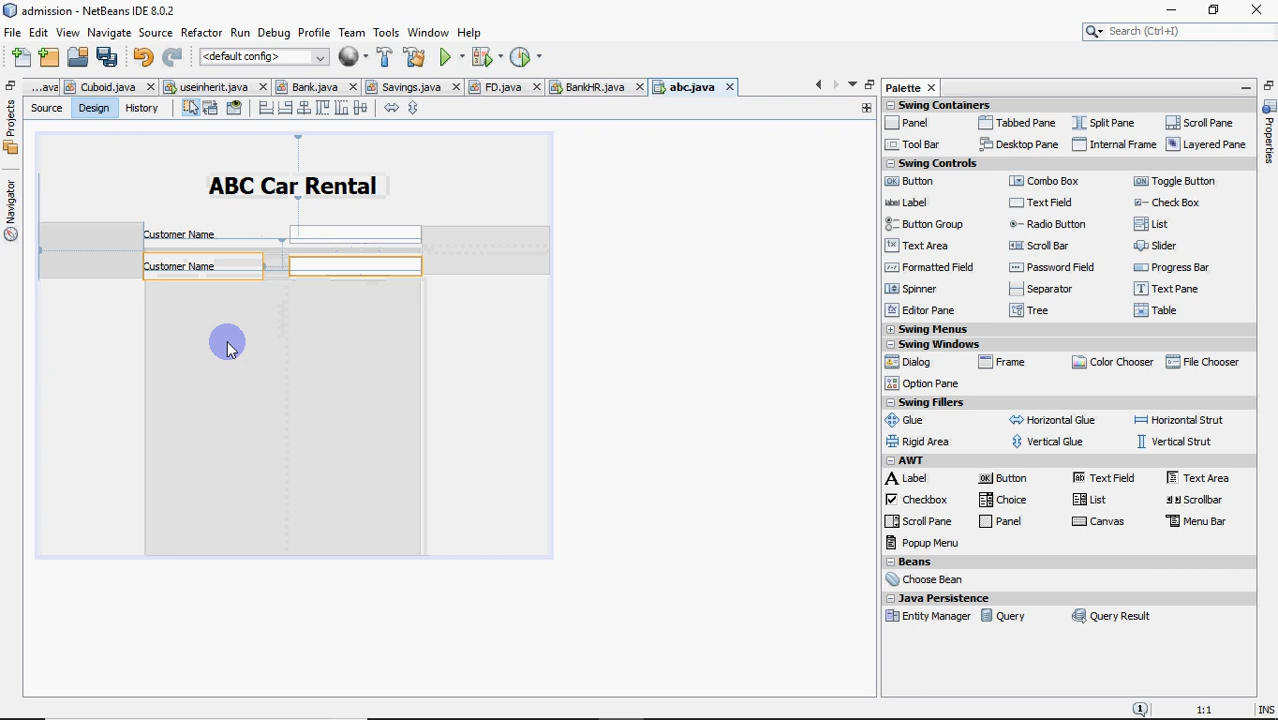 admission - NetBeans IDE 8.0.2
File Edit View Navigate Source Refactor Run Debug Profile Team Tools Window Help
Search (Ctrl+I)
<default config>
...ava Cuboid.java useinherit.java Bank.java Savings.java FD.java BankHR.java abc.java
Palette
Source Design History
Projects
Navigator
Properties
ABC Car Rental
Customer Name
Customer Name
Swing Containers
Panel Tabbed Pane Split Pane Scroll Pane
Tool Bar Desktop Pane Internal Frame Layered Pane
Swing Controls
OK Button Combo Box ON Toggle Button
label Label Text Field Check Box
Button Group Radio Button List
Text Area Scroll Bar Slider
Formatted Field Password Field Progress Bar
Spinner Separator Text Pane
Editor Pane Tree Table
Swing Menus
Swing Windows
Dialog Frame Color Chooser File Chooser
Option Pane
Swing Fillers
Glue Horizontal Glue Horizontal Strut
Rigid Area Vertical Glue Vertical Strut
AWT
A Label OK Button Text Field Text Area
Checkbox Choice List Scrollbar
Scroll Pane Panel Canvas Menu Bar
Popup Menu
Beans
Choose Bean
Java Persistence
Entity Manager Query Query Result
1:1 INS